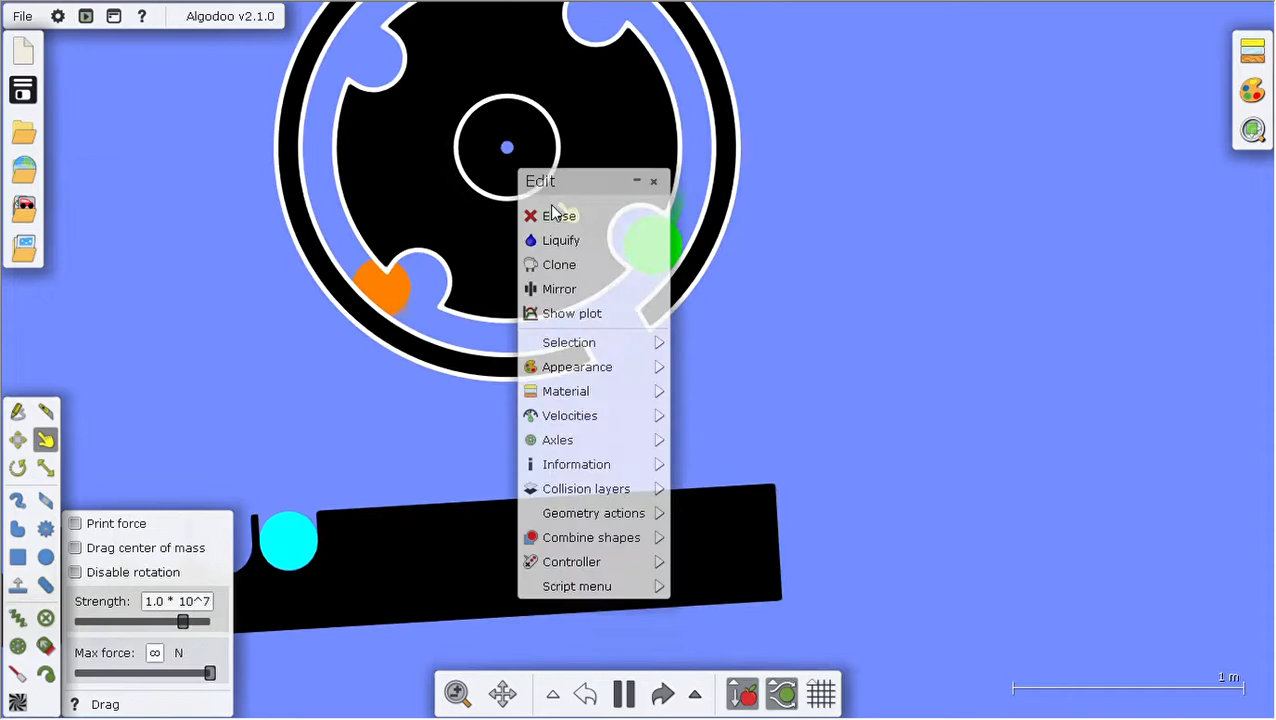 File ? Algodoo v2.1.0
Edit
Erase
Liquify
Clone
Mirror
Show plot
Selection
Appearance
Material
Velocities
Axles
Information
Collision layers
Geometry actions
Combine shapes
Controller
Script menu
Print force
Drag center of mass
Disable rotation
Strength: 1.0 * 10^7
Max force: ∞ N
? Drag
1 m